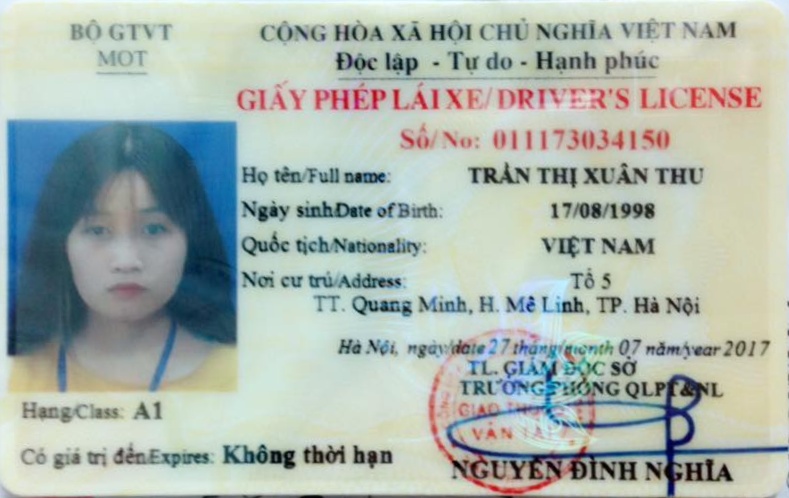 BỘ GTVT
MOT
CỘNG HÒA XÃ HỘI CHỦ NGHĨA VIỆT NAM
Độc lập - Tự do - Hạnh phúc
GIẤY PHÉP LÁI XE/ DRIVER'S LICENSE
Số/No: 011173034150
Họ tên/Full name: TRẦN THỊ XUÂN THU
Ngày sinh/Date of Birth: 17/08/1998
Quốc tịch/Nationality: VIỆT NAM
Nơi cư trú/Address: Tổ 5
TT. Quang Minh, H. Mê Linh, TP. Hà Nội
Hà Nội, ngày/date 27 tháng/month 07 năm/year 2017
TL. GIÁM ĐỐC SỞ
TRƯỞNG PHÒNG QLPT&NL
GIAO THÔNG
VẬN TẢI
Hạng/Class: A1
Có giá trị đến/Expires: Không thời hạn
NGUYỄN ĐÌNH NGHĨA